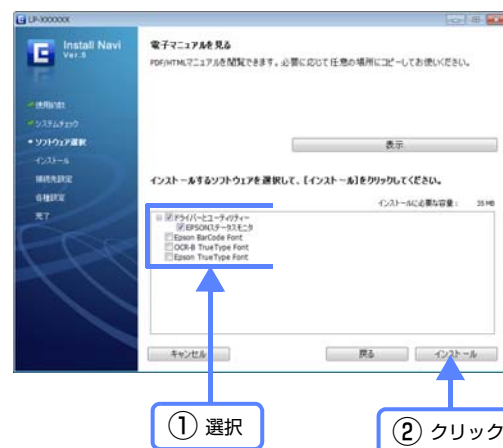 LP-XXXXXX
Install Navi
Ver.5
使用許諾
システムチェック
ソフトウェア選択
インストール
接続先設定
各種設定
完了
電子マニュアルを見る
PDF/HTMLマニュアルを閲覧できます。必要に応じて任意の場所にコピーしてお使いください。
表示
インストールするソフトウェアを選択して、[インストール]をクリックしてください。
インストールに必要な容量: 35 MB
ドライバーとユーティリティー
EPSONステータスモニタ
Epson BarCode Font
OCR-B TrueType Font
Epson TrueType Font
キャンセル
戻る
インストール
① 選択
② クリック